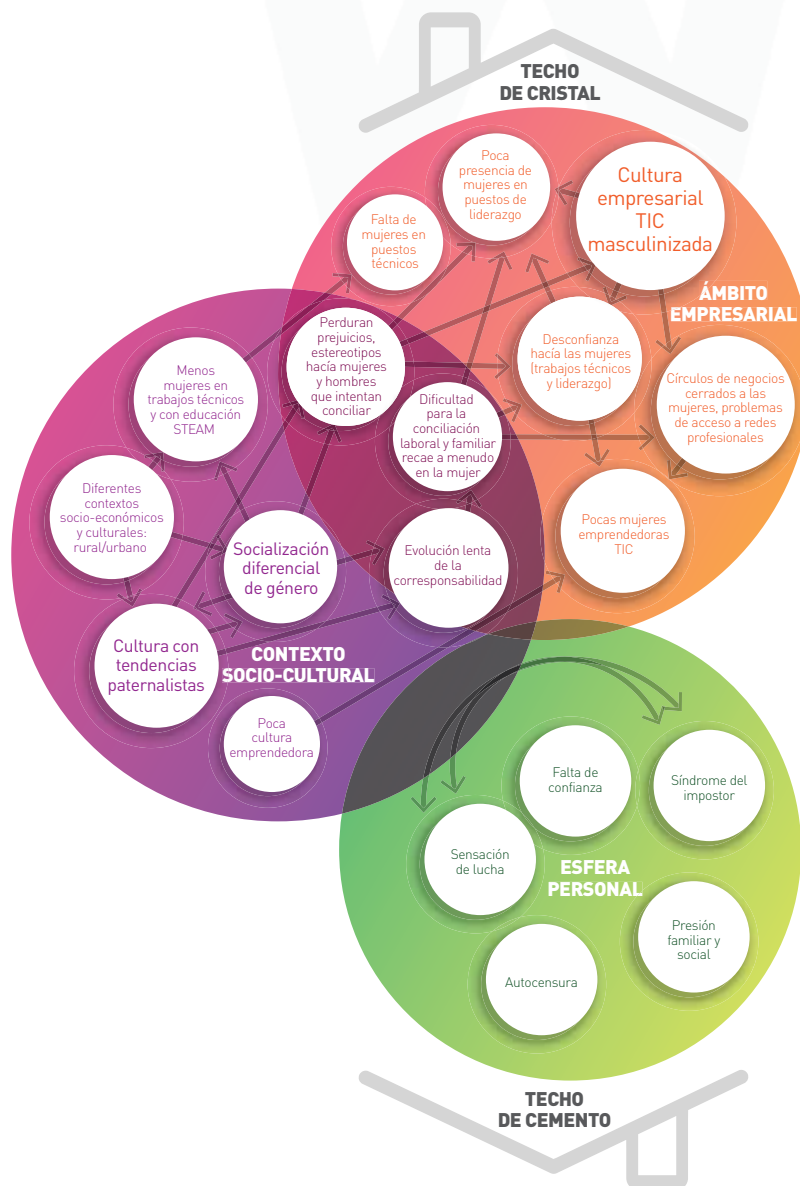 TECHO
DE CRISTAL
Poca
presencia de
mujeres en
puestos de
liderazgo
Cultura
empresarial
TIC
masculinizada
Falta de
mujeres en
puestos
técnicos
ÁMBITO
EMPRESARIAL
Perduran
prejuicios,
estereotipos
hacía mujeres
y hombres
que intentan
conciliar
Desconfianza
hacía las mujeres
(trabajos técnicos
y liderazgo)
Menos
mujeres en
trabajos técnicos
y con educación
STEAM
Círculos de negocios
cerrados a las
mujeres, problemas
de acceso a redes
profesionales
Dificultad
para la
conciliación
laboral y familiar
recae a menudo
en la mujer
Diferentes
contextos
socio-económicos
y culturales:
rural/urbano
Pocas mujeres
emprendedoras
TIC
Socialización
diferencial
de género
Evolución lenta
de la
corresponsabilidad
Cultura con
tendencias
paternalistas
CONTEXTO
SOCIO-CULTURAL
Poca
cultura
emprendedora
Falta de
confianza
Síndrome del
impostor
Sensación
de lucha
ESFERA
PERSONAL
Presión
familiar y
social
Autocensura
TECHO
DE CEMENTO